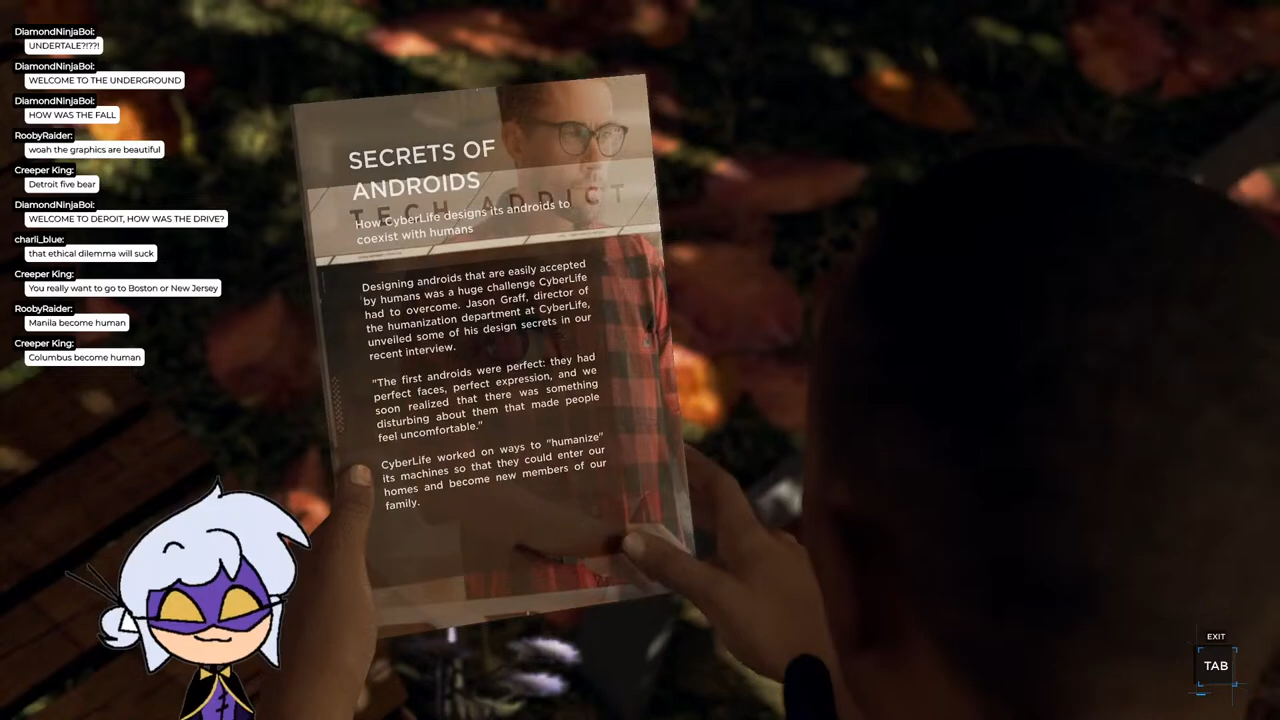 DiamondNinjaBoi:
UNDERTALE?!??!
DiamondNinjaBoi:
WELCOME TO THE UNDERGROUND
DiamondNinjaBoi:
HOW WAS THE FALL
RoobyRaider:
woah the graphics are beautiful
Creeper King:
Detroit five bear
DiamondNinjaBoi:
WELCOME TO DEROIT, HOW WAS THE DRIVE?
charli_blue:
that ethical dilemma will suck
Creeper King:
You really want to go to Boston or New Jersey
RoobyRaider:
Manila become human
Creeper King:
Columbus become human
SECRETS OF
ANDROIDS
TECH ADDICT
How CyberLife designs its androids to
coexist with humans
Designing androids that are easily accepted
by humans was a huge challenge CyberLife
had to overcome. Jason Graff, director of
the humanization department at CyberLife,
unveiled some of his design secrets in our
recent interview.
"The first androids were perfect: they had
perfect faces, perfect expression, and we
soon realized that there was something
disturbing about them that made people
feel uncomfortable."
CyberLife worked on ways to "humanize"
its machines so that they could enter our
homes and become new members of our
family.
EXIT
TAB